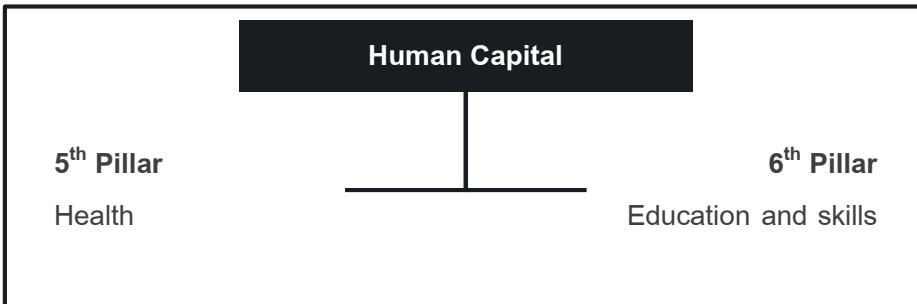 Human Capital
5th Pillar
6th Pillar
Health
Education and skills